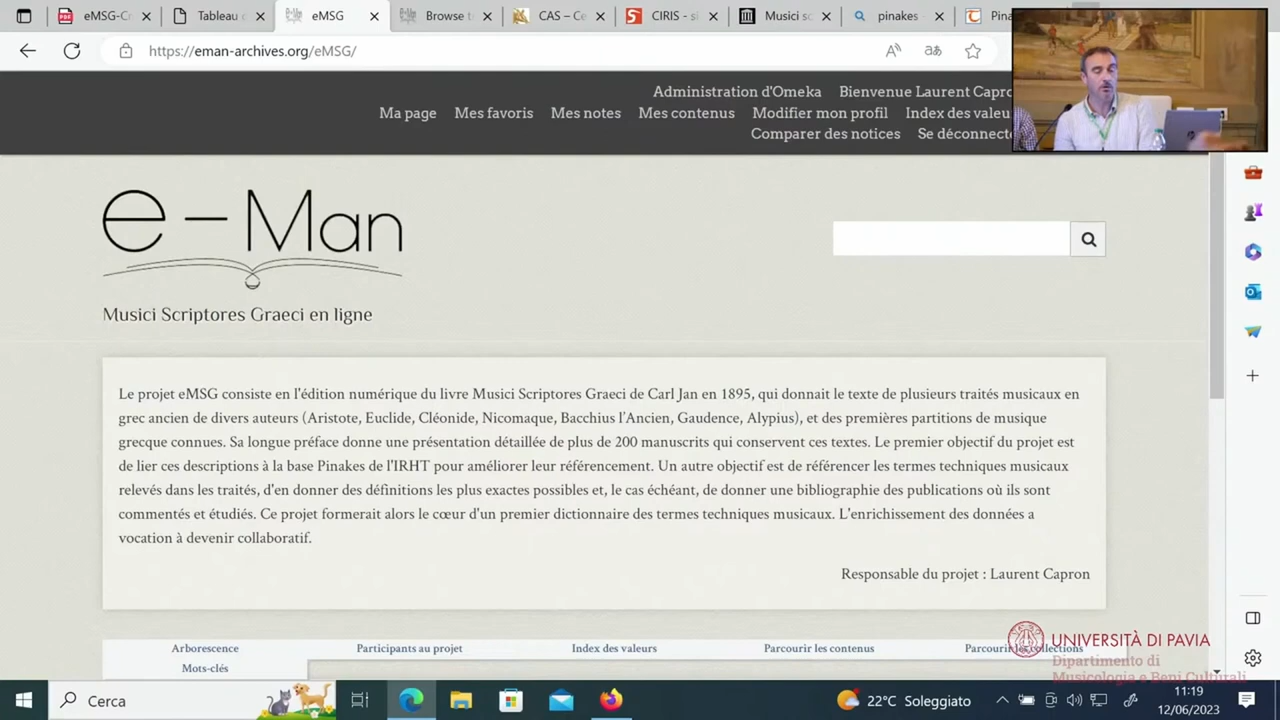 eMSG-Cr
Tableau
eMSG
Browse
CAS – Ce
CIRIS - s
Musici s
pinakes -
Pina
https://eman-archives.org/eMSG/
Administration d'Omeka Bienvenue Laurent Capro
Ma page Mes favoris Mes notes Mes contenus Modifier mon profil Index des valeu
Comparer des notices Se déconnect
e-Man
Musici Scriptores Graeci en ligne
Le projet eMSG consiste en l'édition numérique du livre Musici Scriptores Graeci de Carl Jan en 1895, qui donnait le texte de plusieurs traités musicaux en
grec ancien de divers auteurs (Aristote, Euclide, Cléonide, Nicomaque, Bacchius l'Ancien, Gaudence, Alypius), et des premières partitions de musique
grecque connues. Sa longue préface donne une présentation détaillée de plus de 200 manuscrits qui conservent ces textes. Le premier objectif du projet est
de lier ces descriptions à la base Pinakes de l'IRHT pour améliorer leur référencement. Un autre objectif est de référencer les termes techniques musicaux
relevés dans les traités, d'en donner des définitions les plus exactes possibles et, le cas échéant, de donner une bibliographie des publications où ils sont
commentés et étudiés. Ce projet formerait alors le cœur d'un premier dictionnaire des termes techniques musicaux. L'enrichissement des données a
vocation à devenir collaboratif.
Responsable du projet : Laurent Capron
Arborescence Participants au projet Index des valeurs Parcourir les contenus Parcourir les collections
Mots-clés
UNIVERSITÀ DI PAVIA
Dipartimento di
Musicologia e Beni Culturali
Cerca
22°C Soleggiato
11:19
12/06/2023